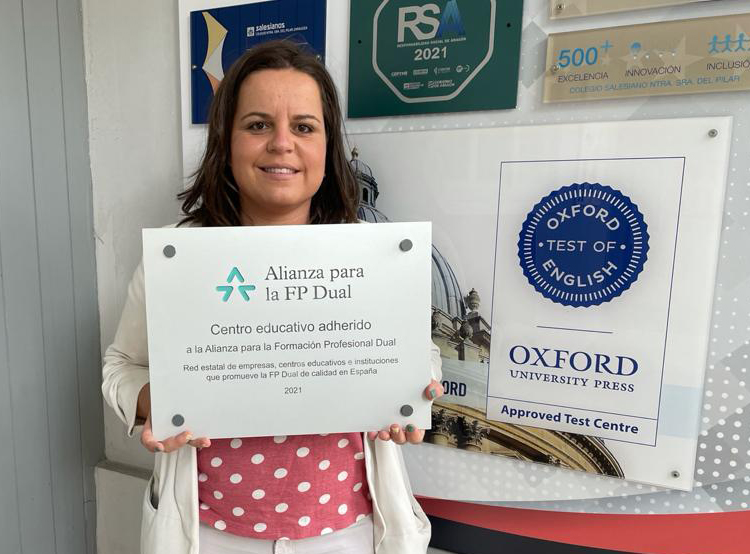 salesianos
RSA
RESPONSABILIDAD SOCIAL DE ARAGÓN
2021
500+
EXCELENCIA
INNOVACIÓN
INCLUSIÓ
COLEGIO SALESIANO NTRA. SRA. DEL PILAR
Alianza para
la FP Dual
Centro educativo adherido
a la Alianza para la Formación Profesional Dual
Red estatal de empresas, centros educativos e instituciones
que promueve la FP Dual de calidad en España
2021
OXFORD
TEST OF
ENGLISH
OXFORD
UNIVERSITY PRESS
Approved Test Centre
ORD